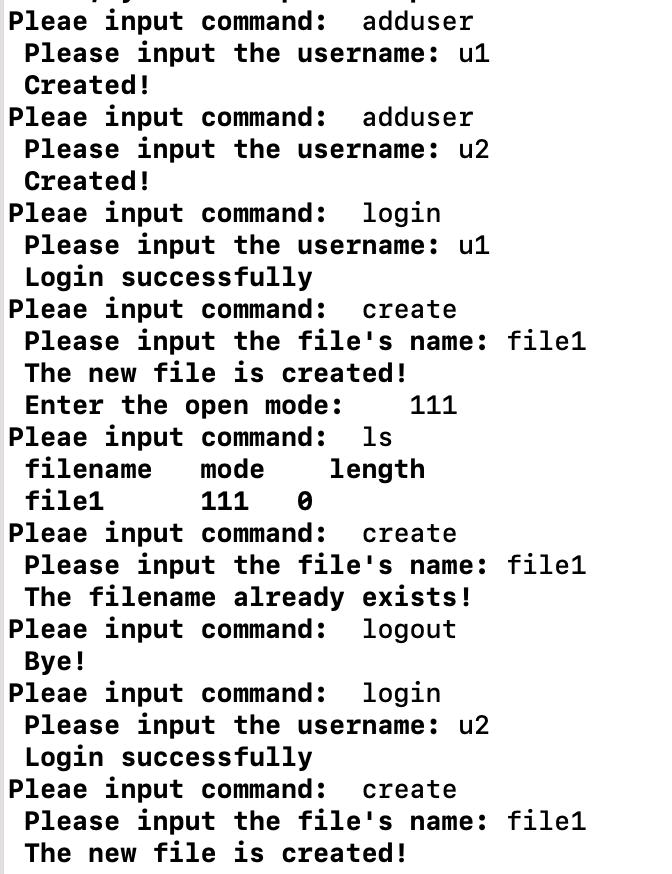 Pleae input command:  adduser
 Please input the username: u1
 Created!
Pleae input command:  adduser
 Please input the username: u2
 Created!
Pleae input command:  login
 Please input the username: u1
 Login successfully
Pleae input command:  create
 Please input the file's name: file1
 The new file is created!
 Enter the open mode:    111
Pleae input command:  ls
 filename   mode    length
 file1      111   0
Pleae input command:  create
 Please input the file's name: file1
 The filename already exists!
Pleae input command:  logout
 Bye!
Pleae input command:  login
 Please input the username: u2
 Login successfully
Pleae input command:  create
 Please input the file's name: file1
 The new file is created!